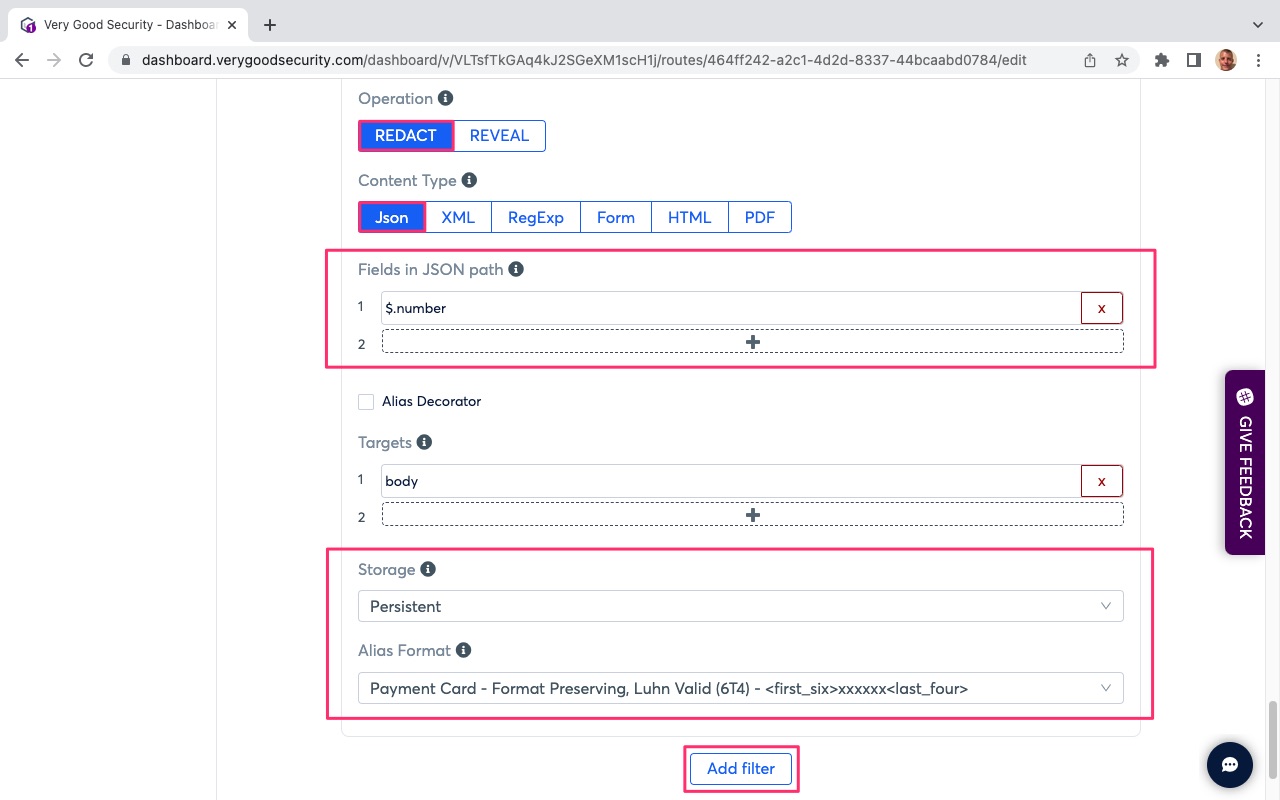 Very Good Security - Dashboar
dashboard.verygoodsecurity.com/dashboard/v/VLTsfTkGAq4kJ2SGeXM1scH1j/routes/464ff242-a2c1-4d2d-8337-44bcaabd0784/edit
Operation
REDACT REVEAL
Content Type
Json XML RegExp Form HTML PDF
Fields in JSON path
1 $.number x
2 +
Alias Decorator
Targets
1 body x
2 +
Storage
Persistent
Alias Format
Payment Card - Format Preserving, Luhn Valid (6T4) - <first_six>xxxxxx<last_four>
Add filter
GIVE FEEDBACK